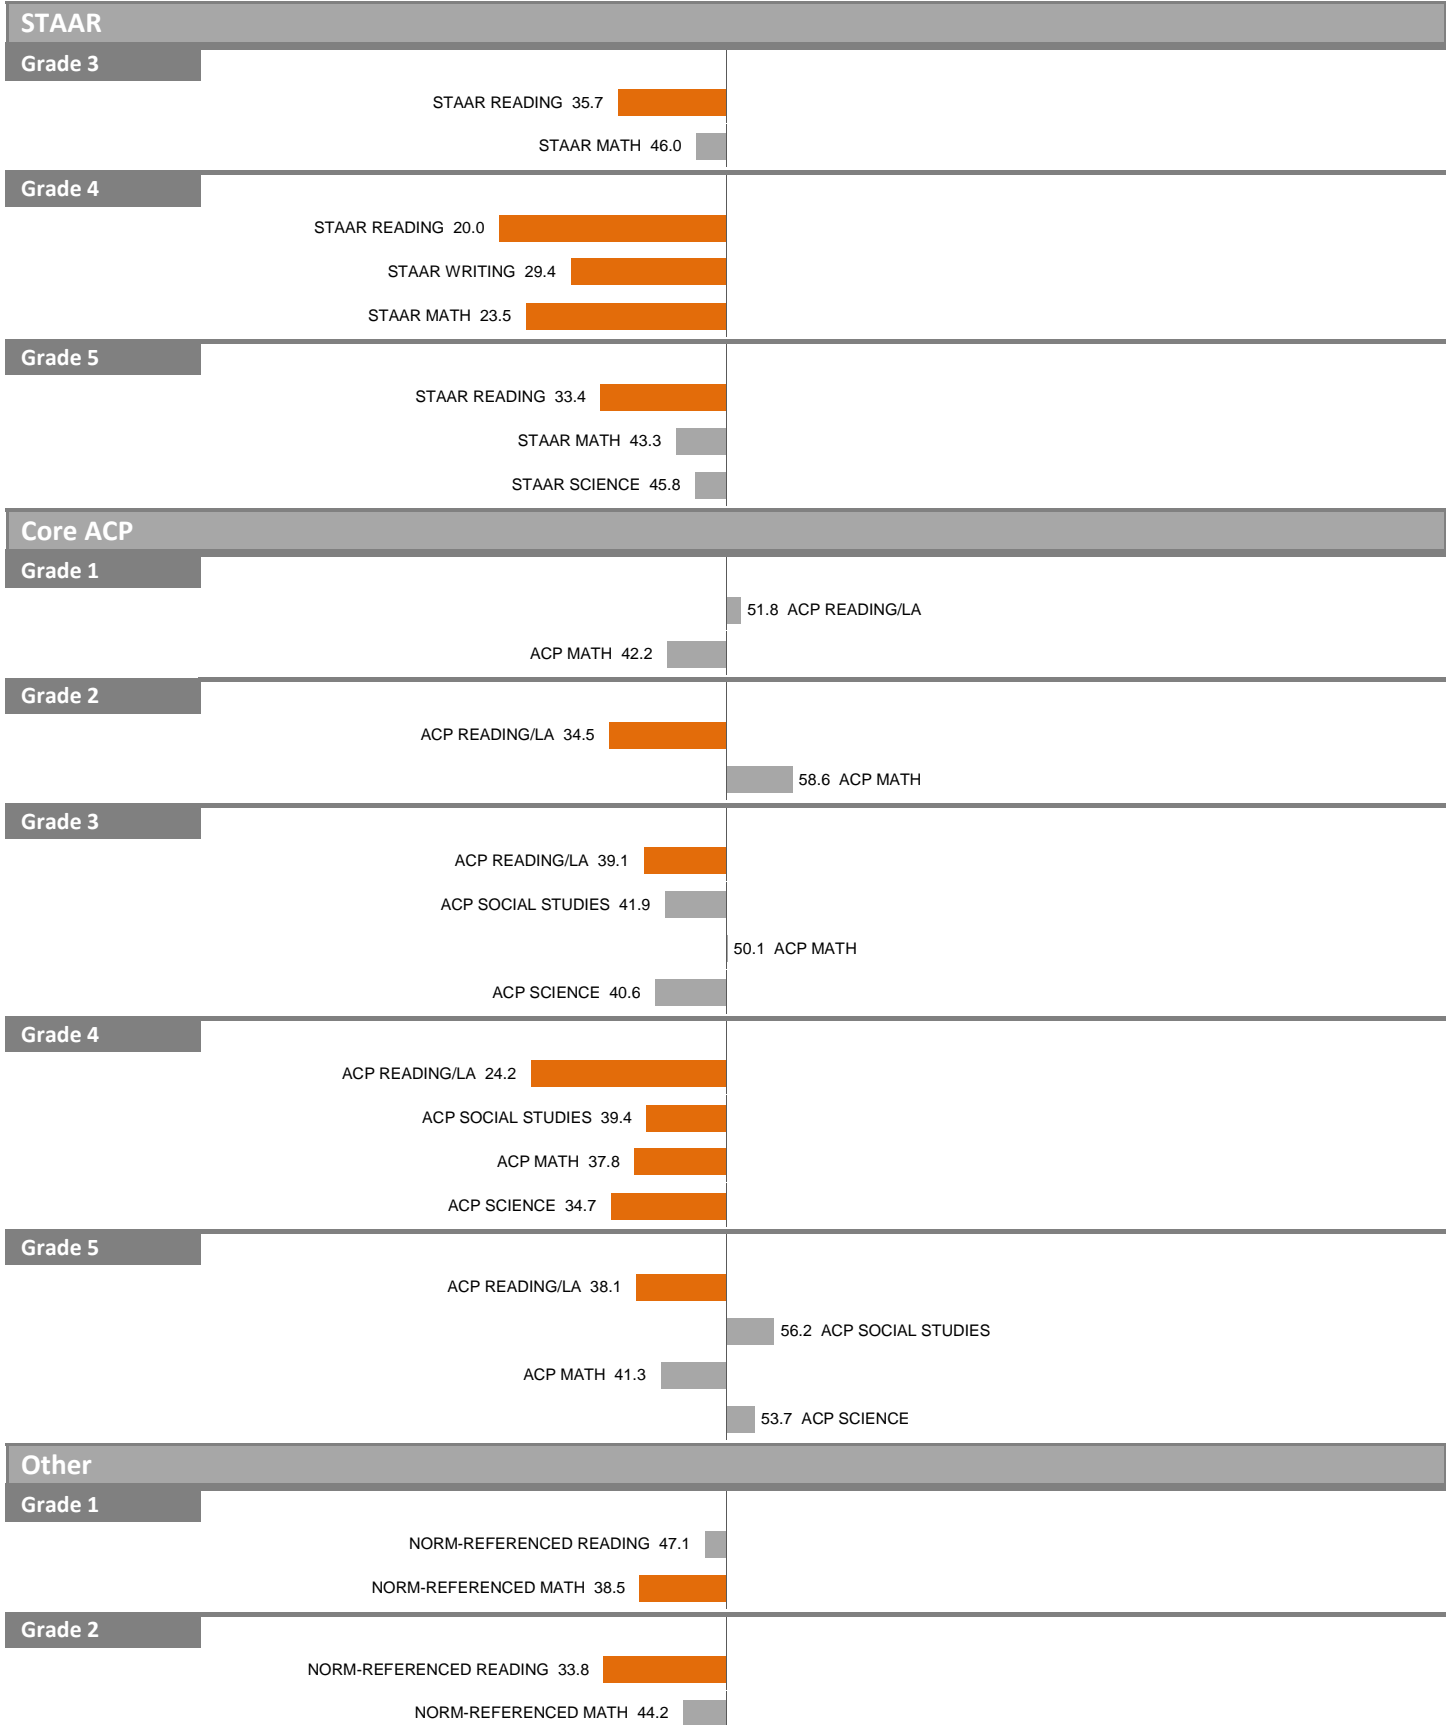 STAAR
Grade 3
STAAR READING 35.7
STAAR MATH 46.0
Grade 4
STAAR READING 20.0
STAAR WRITING 29.4
STAAR MATH 23.5
Grade 5
STAAR READING 33.4
STAAR MATH 43.3
STAAR SCIENCE 45.8
Core ACP
Grade 1
51.8 ACP READING/LA
ACP MATH 42.2
Grade 2
ACP READING/LA 34.5
58.6 ACP MATH
Grade 3
ACP READING/LA 39.1
ACP SOCIAL STUDIES 41.9
50.1 ACP MATH
ACP SCIENCE 40.6
Grade 4
ACP READING/LA 24.2
ACP SOCIAL STUDIES 39.4
ACP MATH 37.8
ACP SCIENCE 34.7
Grade 5
ACP READING/LA 38.1
56.2 ACP SOCIAL STUDIES
ACP MATH 41.3
53.7 ACP SCIENCE
Other
Grade 1
NORM-REFERENCED READING 47.1
NORM-REFERENCED MATH 38.5
Grade 2
NORM-REFERENCED READING 33.8
NORM-REFERENCED MATH 44.2